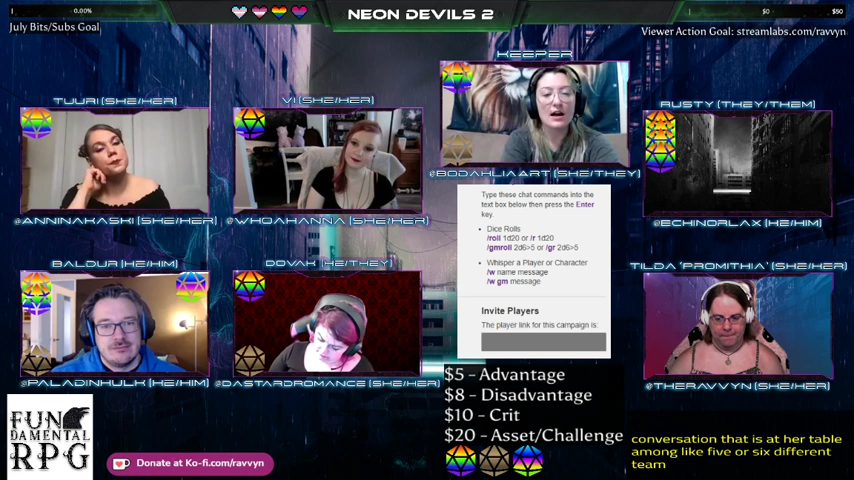 0.00%
July Bits/Subs Goal
NEON DEVILS 2
$0
$50
Viewer Action Goal: streamlabs.com/ravvyn
TUURI (SHE/HER)
@ANNINAKASKI (SHE/HER)
VI (SHE/HER)
@WHOAHANNA (SHE/HER)
KEEPER
@BODAHLIAART (SHE/THEY)
RUSTY (THEY/THEM)
@ECHINORLAX (HE/HIM)
BALDUR (HE/HIM)
@PALADINHULK (HE/HIM)
DOVAK (HE/THEY)
@DASTARDROMANCE (SHE/HER)
Type these chat commands into the
text box below then press the Enter
key.
• Dice Rolls
/roll 1d20 or /r 1d20
/gmroll 2d6>5 or /gr 2d6>5
• Whisper a Player or Character
/w name message
/w gm message
Invite Players
The player link for this campaign is:
TILDA 'PROMITHIA' (SHE/HER)
@THERAVVYN (SHE/HER)
$5 - Advantage
$8 - Disadvantage
$10 - Crit
$20 - Asset/Challenge
FUN
DAMENTAL
RPG
Donate at Ko-fi.com/ravvyn
conversation that is at her table
among like five or six different
team